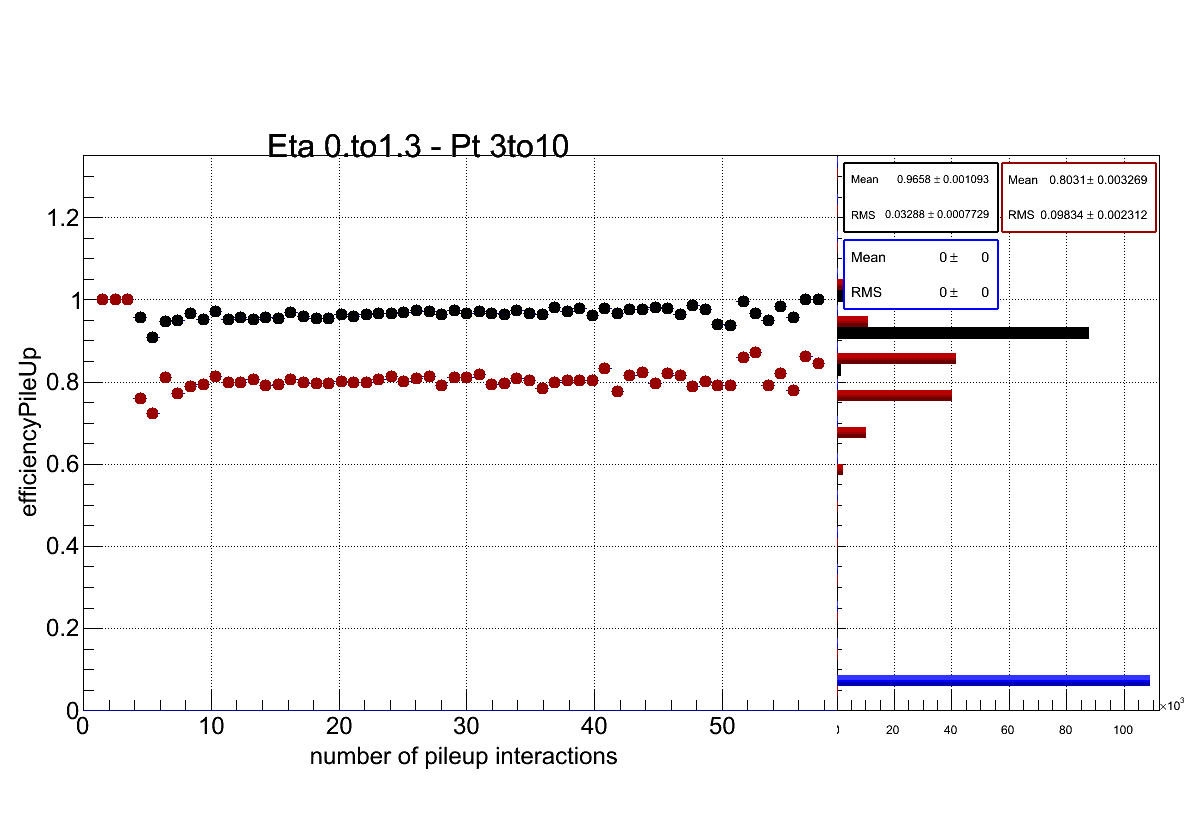 Eta 0.to1.3 - Pt 3to10
Mean 0.9658 ± 0.001093
RMS 0.03288 ± 0.0007729
Mean 0.8031± 0.003269
RMS 0.09834 ± 0.002312
Mean 0 ± 0
RMS 0 ± 0
efficiencyPileUp
1.2
1
0.8
0.6
0.4
0.2
0
0 10 20 30 40 50
number of pileup interactions
20 40 60 80 100
×10³